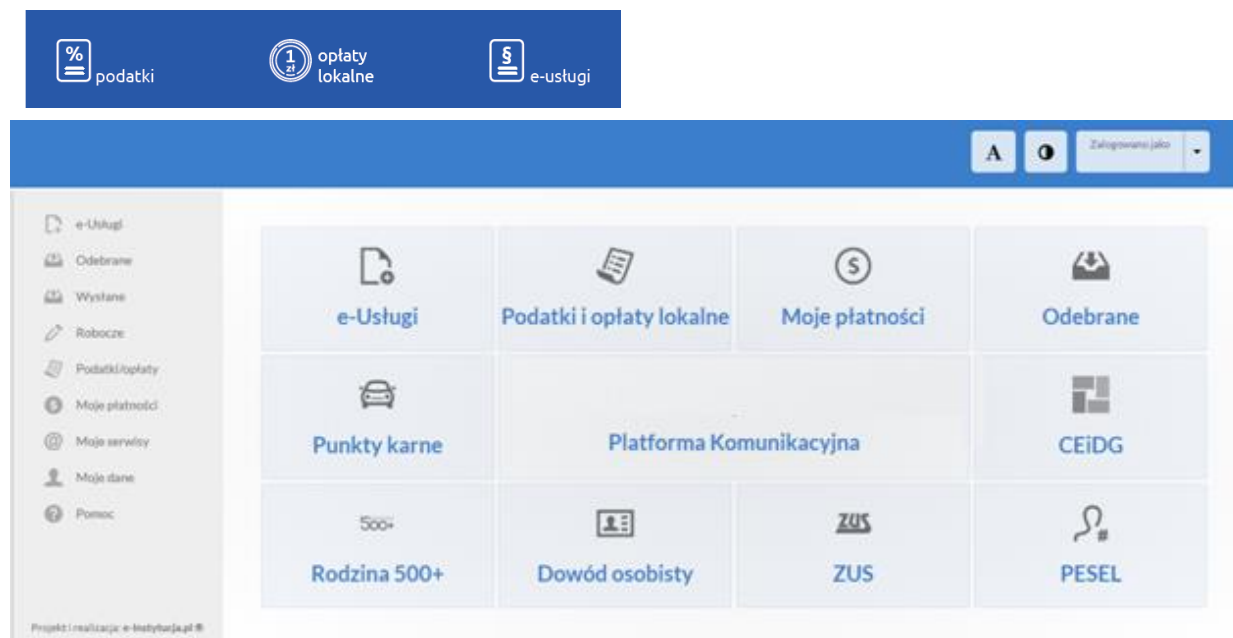 %
podatki
1
zł
opłaty
lokalne
§
e-usługi
A
Zalogowano jako
e-Usługi
Odebrane
Wysłane
Robocze
Podatki/opłaty
Moje płatności
Moje serwisy
Moje dane
Pomoc
e-Usługi
Podatki i opłaty lokalne
$
Moje płatności
Odebrane
Punkty karne
Platforma Komunikacyjna
CEiDG
500+
Rodzina 500+
Dowód osobisty
ZUS
ZUS
#
PESEL
Projekt i realizacja: e-Instytucja.pl ®